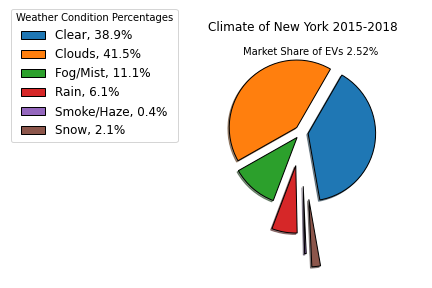 Weather Condition Percentages
Clear, 38.9%
Clouds, 41.5%
Fog/Mist, 11.1%
Rain, 6.1%
Smoke/Haze, 0.4%
Snow, 2.1%
Climate of New York 2015-2018
Market Share of EVs 2.52%